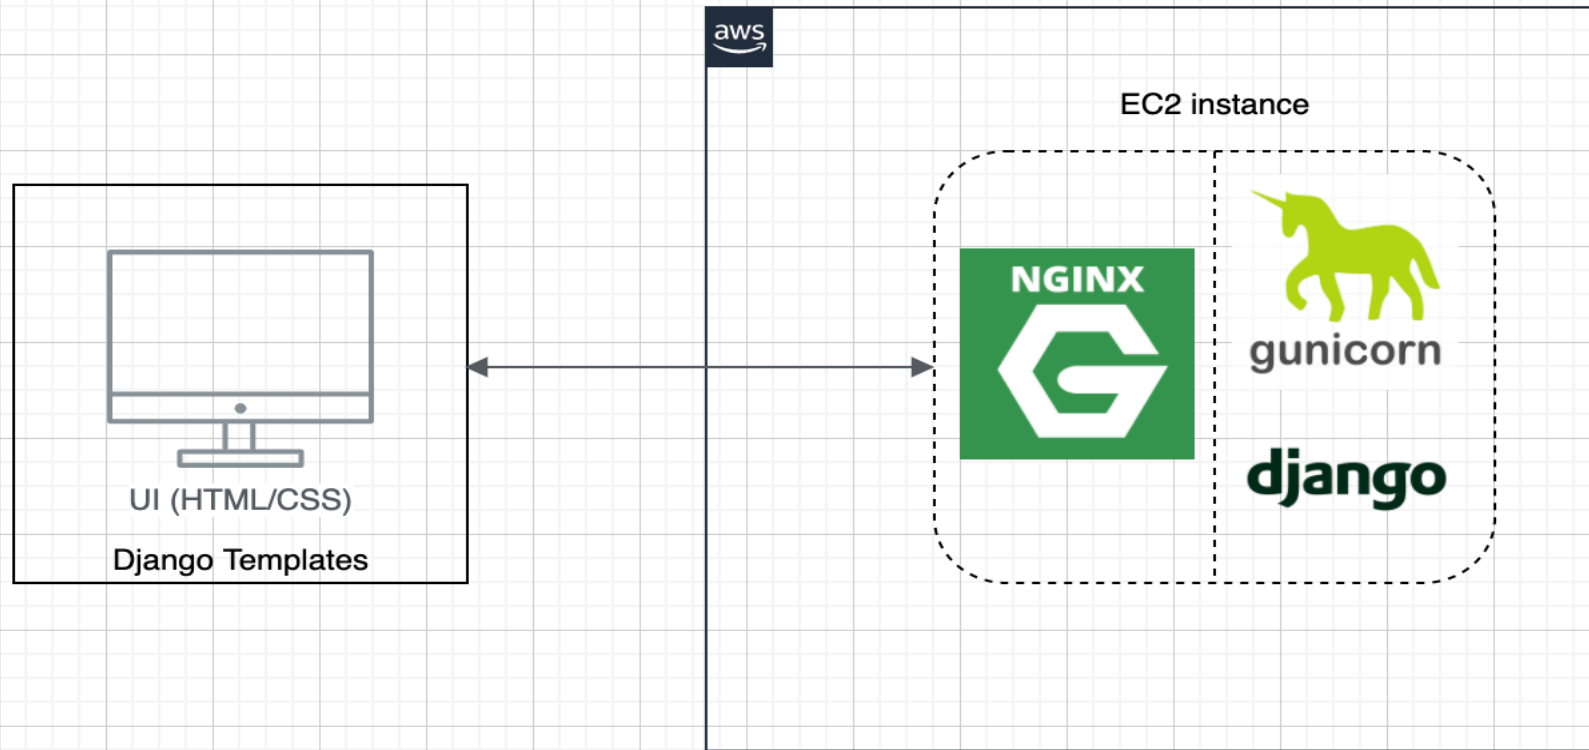 aws
EC2 instance
NGINX
gunicorn
django
UI (HTML/CSS)
Django Templates